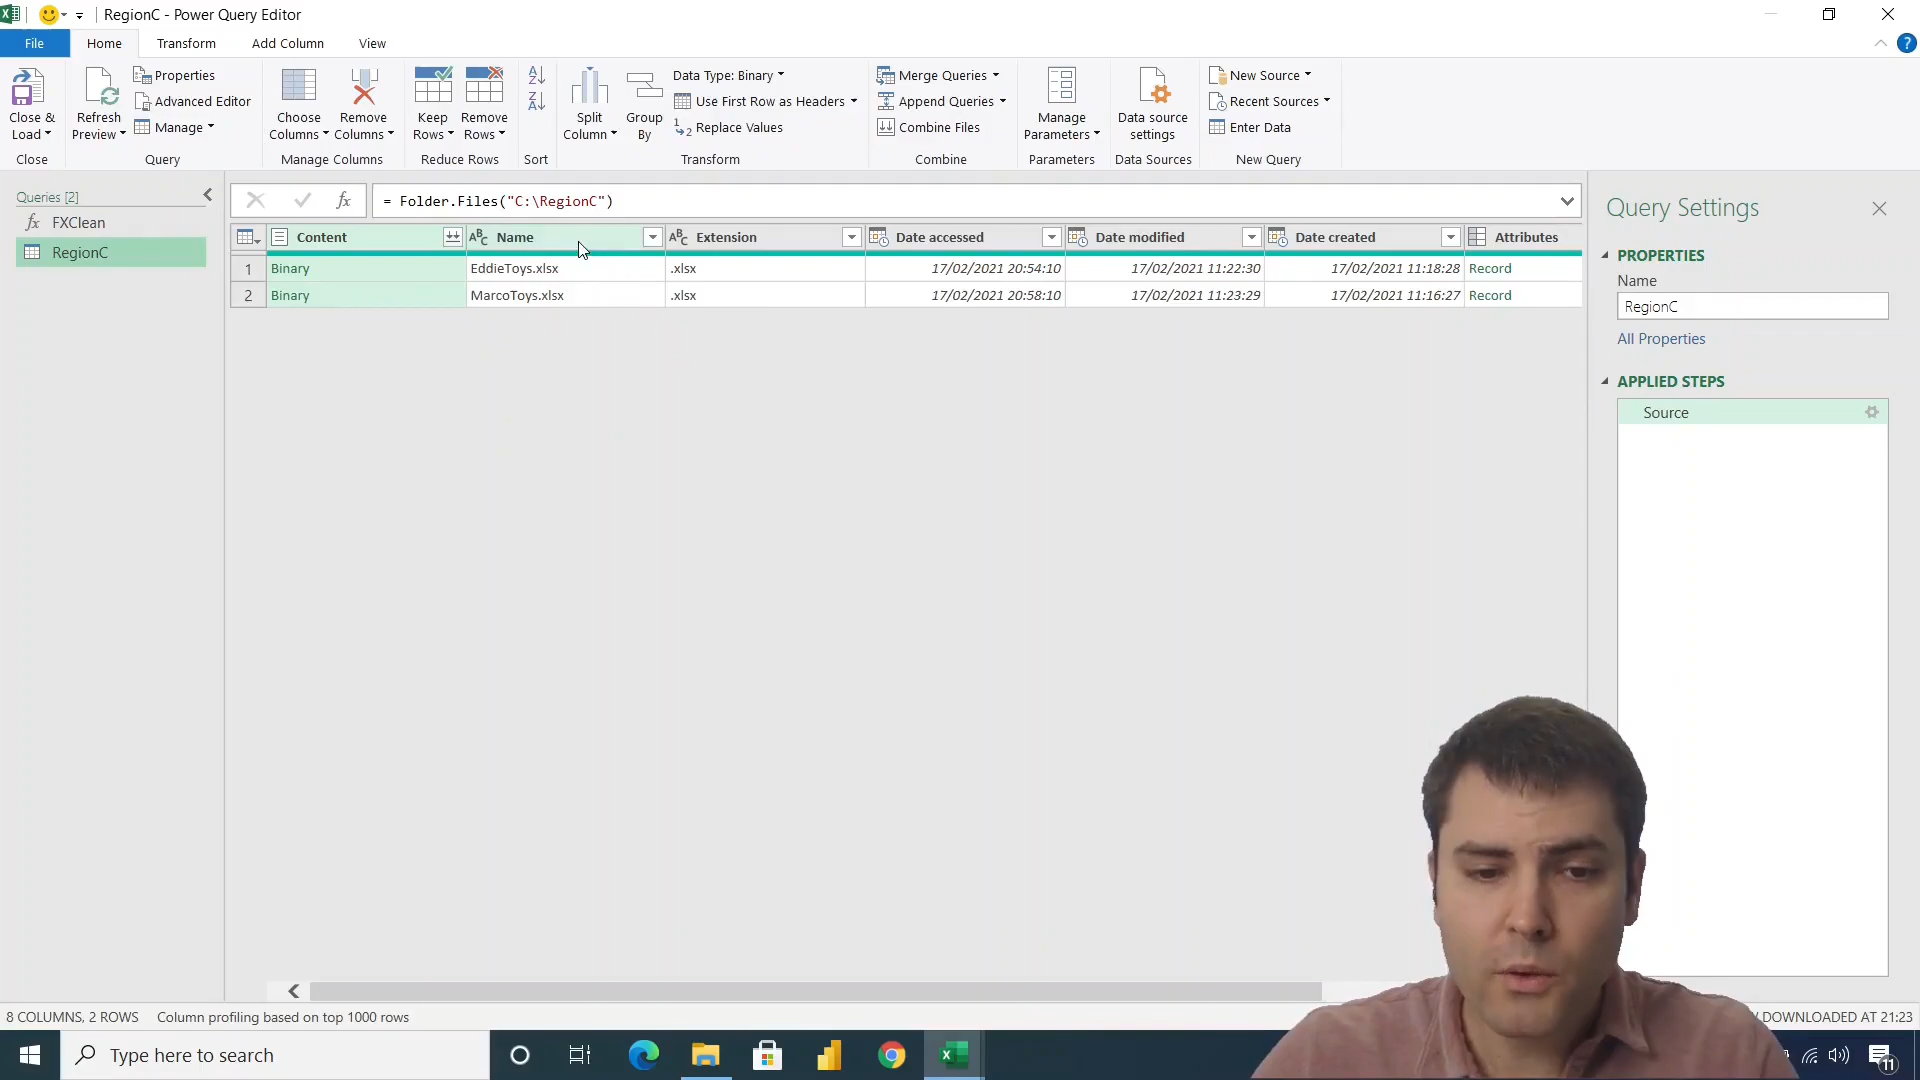 RegionC - Power Query Editor
File Home Transform Add Column View
Close & Load
Close
Refresh Preview
Properties
Advanced Editor
Manage
Query
Choose Columns
Remove Columns
Manage Columns
Keep Rows
Remove Rows
Reduce Rows
A
Z
Z
A
Sort
Split Column
Group By
Data Type: Binary
Use First Row as Headers
1
2
Replace Values
Transform
Merge Queries
Append Queries
Combine Files
Combine
Manage Parameters
Parameters
Data source settings
Data Sources
New Source
Recent Sources
Enter Data
New Query
?
Queries [2]
fx FXClean
RegionC
fx = Folder.Files("C:\RegionC")
Content ABC Name ABC Extension Date accessed Date modified Date created Attributes
1 Binary EddieToys.xlsx .xlsx 17/02/2021 20:54:10 17/02/2021 11:22:30 17/02/2021 11:18:28 Record
2 Binary MarcoToys.xlsx .xlsx 17/02/2021 20:58:10 17/02/2021 11:23:29 17/02/2021 11:16:27 Record
Query Settings
PROPERTIES
Name
RegionC
All Properties
APPLIED STEPS
Source
8 COLUMNS, 2 ROWS Column profiling based on top 1000 rows
DOWNLOADED AT 21:23
Type here to search
11